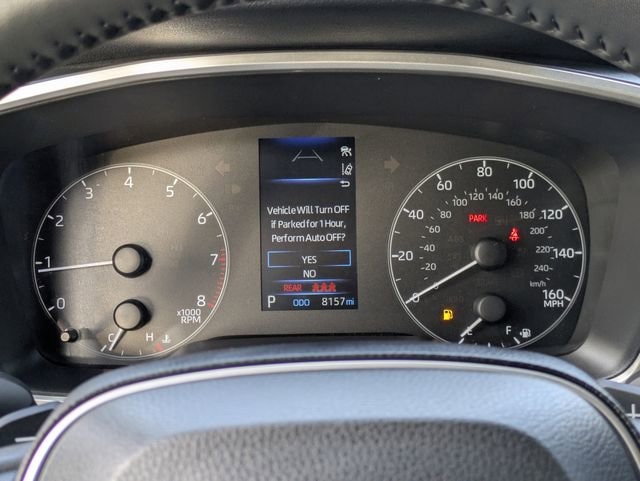 0
1
2
3
4
5
6
7
8
x1000
RPM
C
H
Vehicle Will Turn OFF
if Parked for 1 Hour,
Perform Auto OFF?
YES
NO
REAR
P ODO 8157 mi
0
20
40
60
80
100
120
140
160
MPH
20
40
60
80
100
120
140
160
180
200
220
240
km/h
PARK
F
+